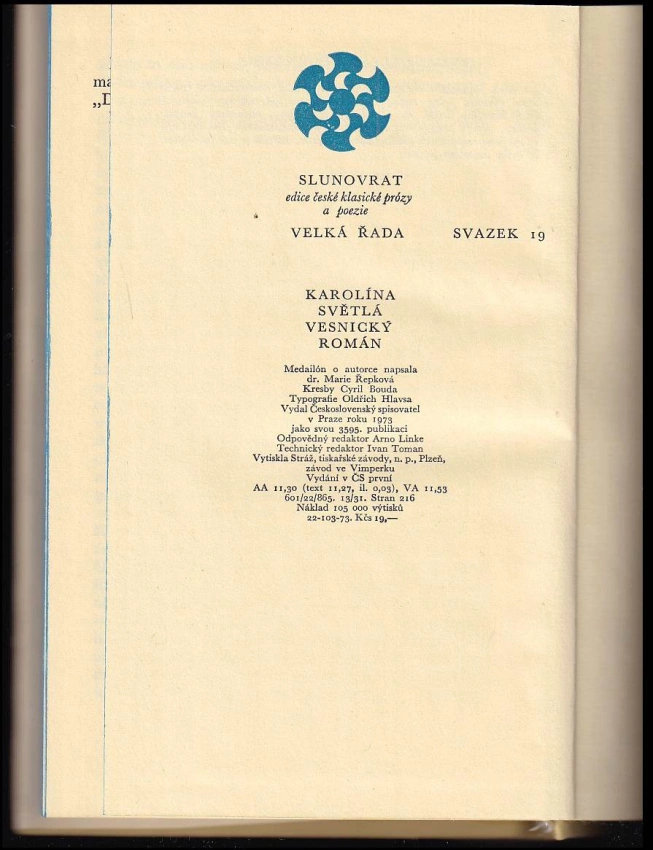 ma
„D
SLUNOVRAT
edice české klasické prózy
a poezie
VELKÁ ŘADA SVAZEK 19
KAROLÍNA
SVĚTLÁ
VESNICKÝ
ROMÁN
Medailón o autorce napsala
dr. Marie Řepková
Kresby Cyril Bouda
Typografie Oldřich Hlavsa
Vydal Československý spisovatel
v Praze roku 1973
jako svou 3595. publikaci
Odpovědný redaktor Arno Linke
Technický redaktor Ivan Toman
Vytiskla Stráž, tiskařské závody, n. p., Plzeň,
závod ve Vimperku
Vydání v ČS první
AA 11,30 (text 11,27, il. 0,03), VA 11,53
601/22/865. 13/31. Stran 216
Náklad 105 000 výtisků
22-103-73. Kčs 19,—